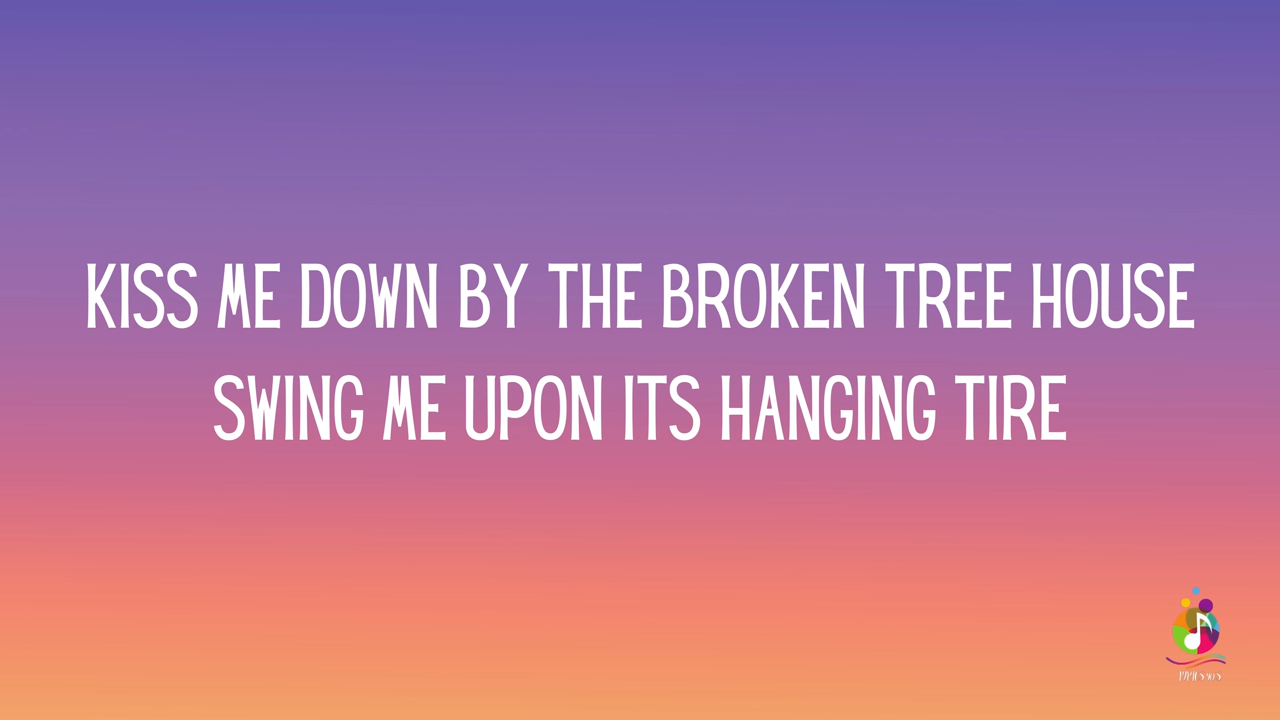 KISS ME DOWN BY THE BROKEN TREE HOUSE
SWING ME UPON ITS HANGING TIRE